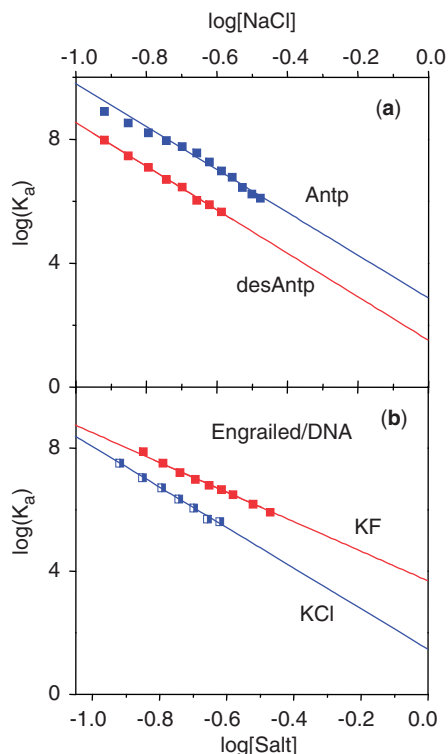 log[NaCl]
-1.0 -0.8 -0.6 -0.4 -0.2 0.0
(a)
8
Antp
log(Kₐ)
4
desAntp
0
(b)
Engrailed/DNA
8
log(Kₐ)
KF
4
KCl
0
-1.0 -0.8 -0.6 -0.4 -0.2 0.0
log[Salt]